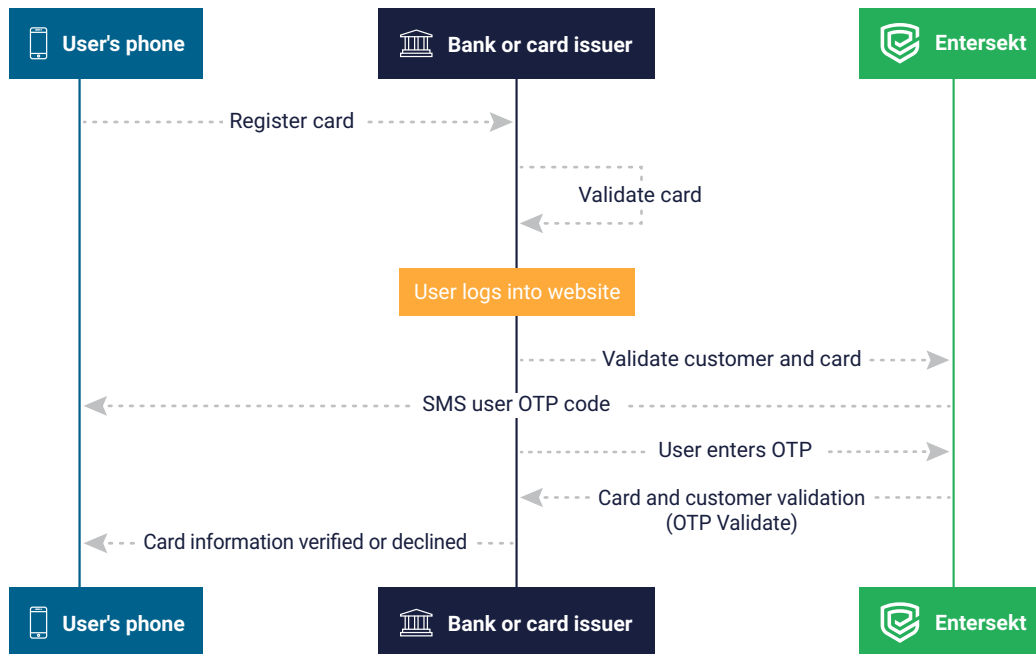 User's phone
Bank or card issuer
Entersekt
Register card
Validate card
User logs into website
Validate customer and card
SMS user OTP code
User enters OTP
Card and customer validation
(OTP Validate)
Card information verified or declined
User's phone
Bank or card issuer
Entersekt